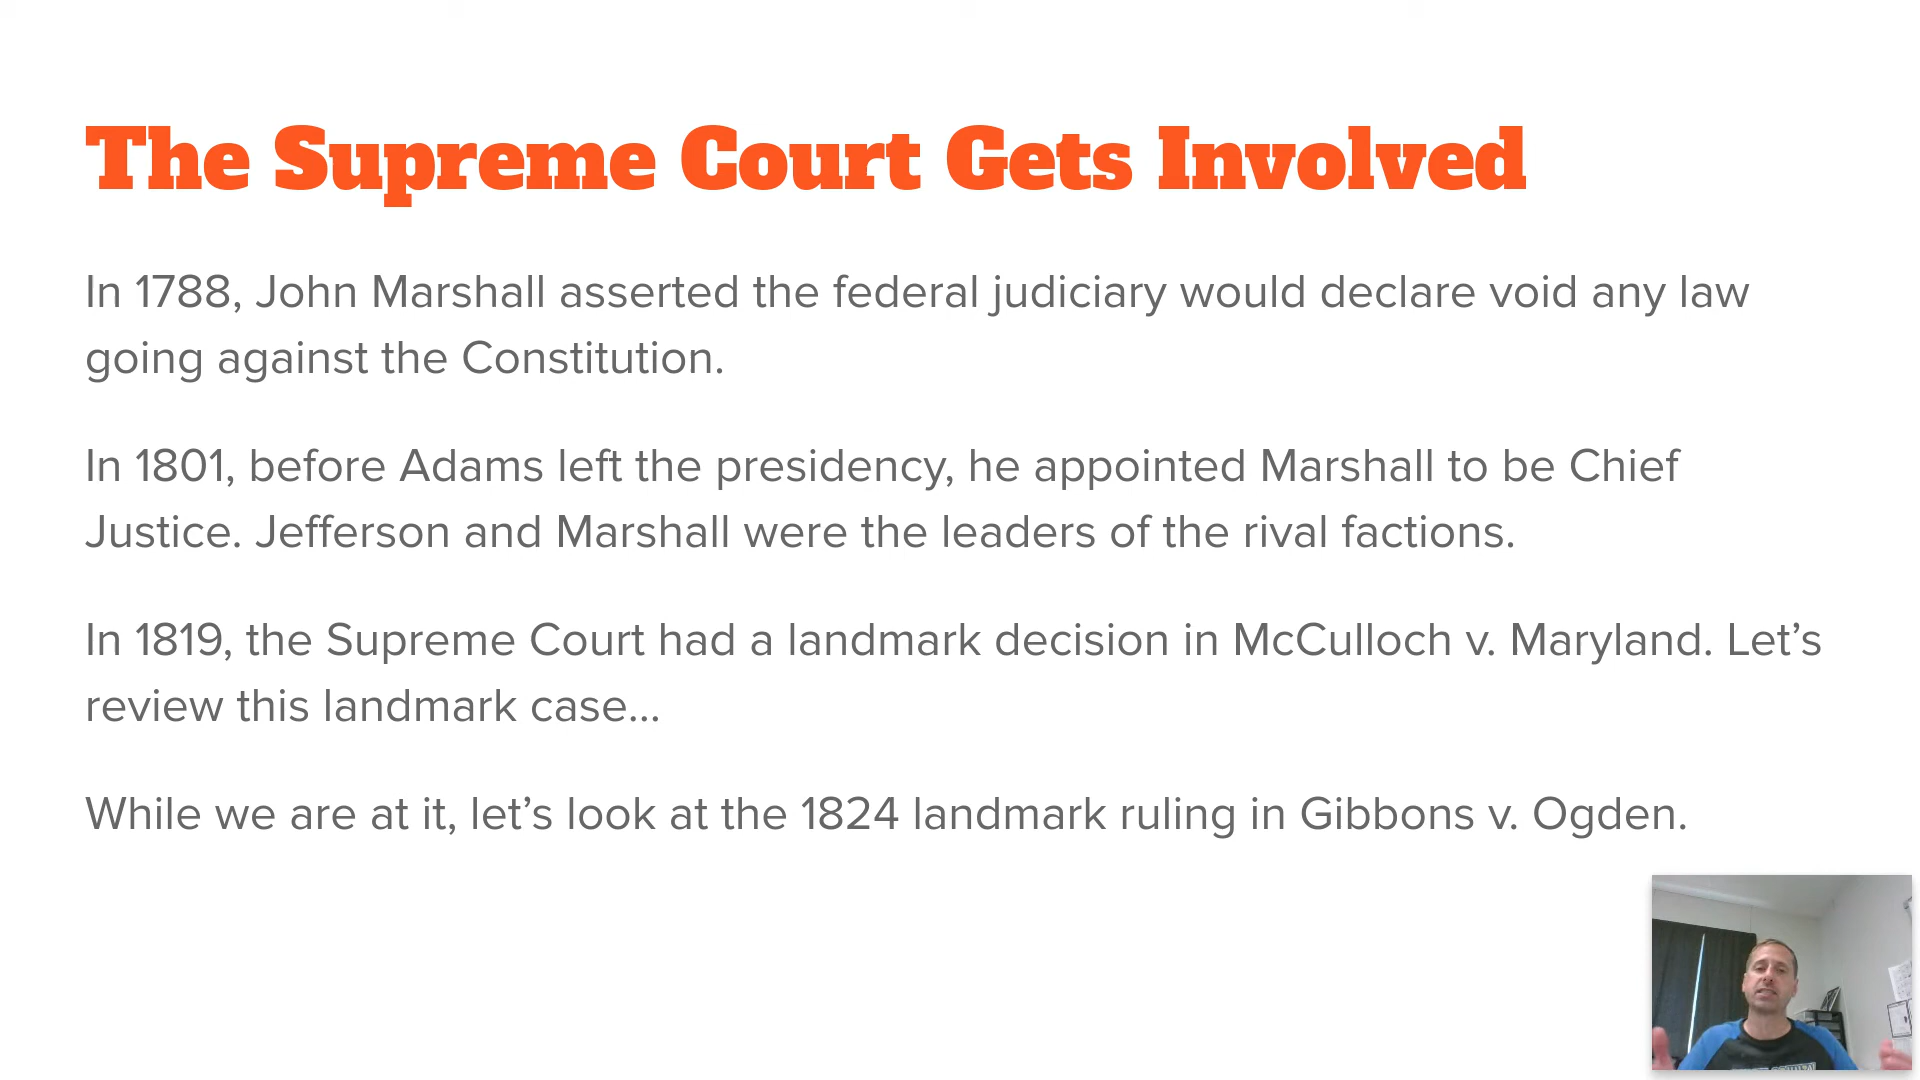 The Supreme Court Gets Involved
In 1788, John Marshall asserted the federal judiciary would declare void any law
going against the Constitution.
In 1801, before Adams left the presidency, he appointed Marshall to be Chief
Justice. Jefferson and Marshall were the leaders of the rival factions.
In 1819, the Supreme Court had a landmark decision in McCulloch v. Maryland. Let’s
review this landmark case...
While we are at it, let’s look at the 1824 landmark ruling in Gibbons v. Ogden.